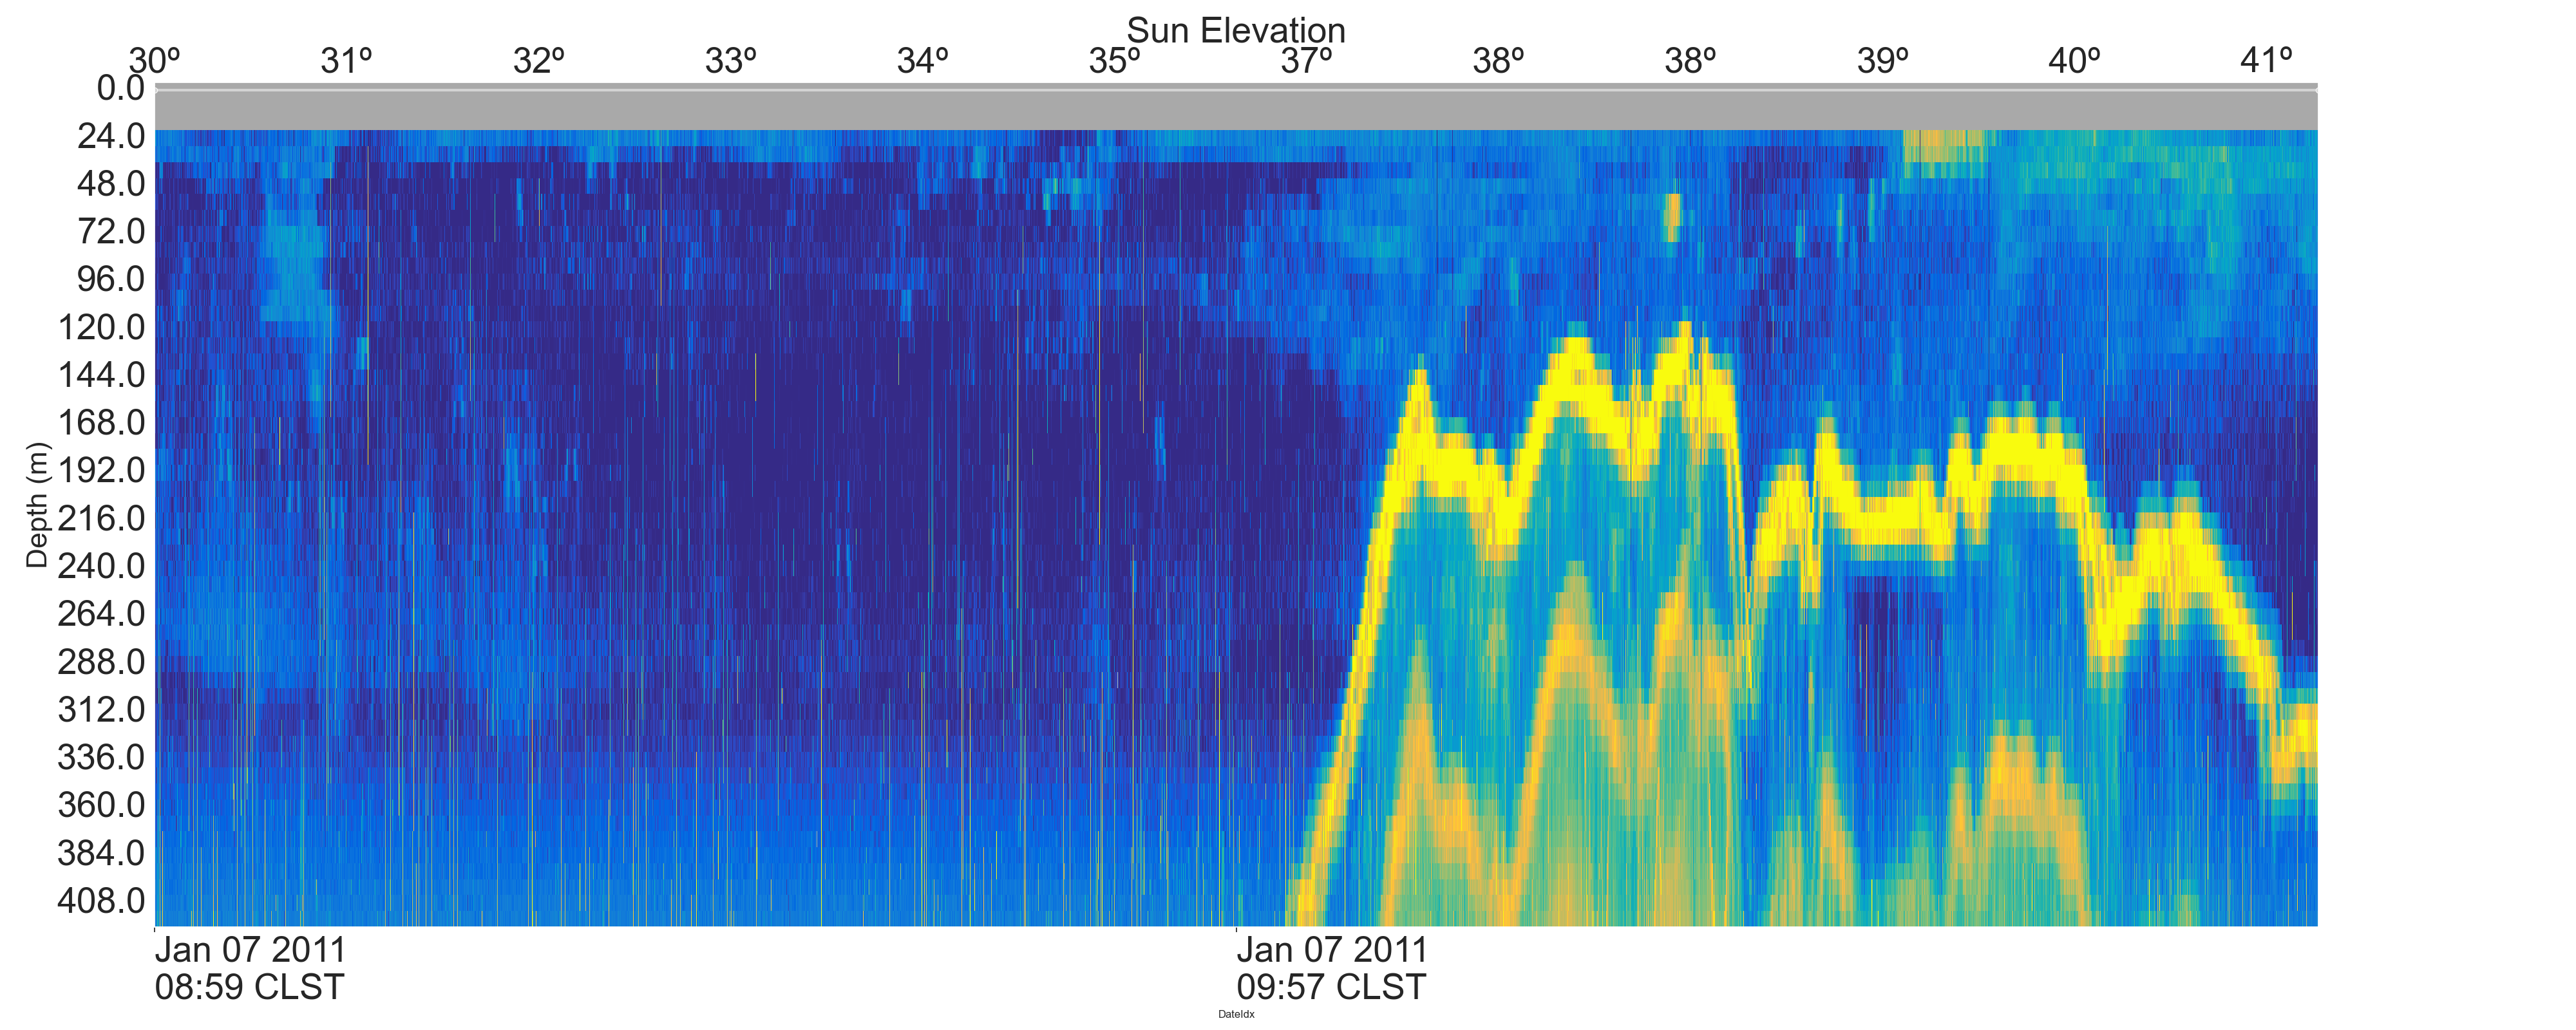 Sun Elevation
30º 31º 32º 33º 34º 35º 37º 38º 38º 39º 40º 41º
0.0
24.0
48.0
72.0
96.0
120.0
144.0
168.0
192.0
216.0
240.0
264.0
288.0
312.0
336.0
360.0
384.0
408.0
Depth (m)
Jan 07 2011
08:59 CLST
Jan 07 2011
09:57 CLST
DateIdx